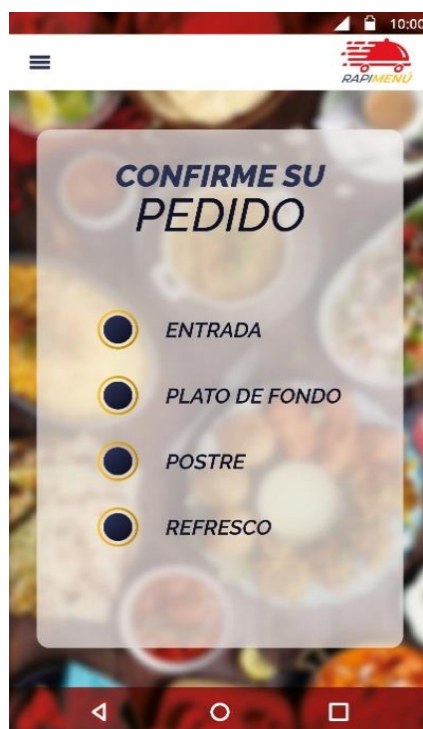 10:00
RAPIMENÚ
CONFIRME SU
PEDIDO
ENTRADA
PLATO DE FONDO
POSTRE
REFRESCO